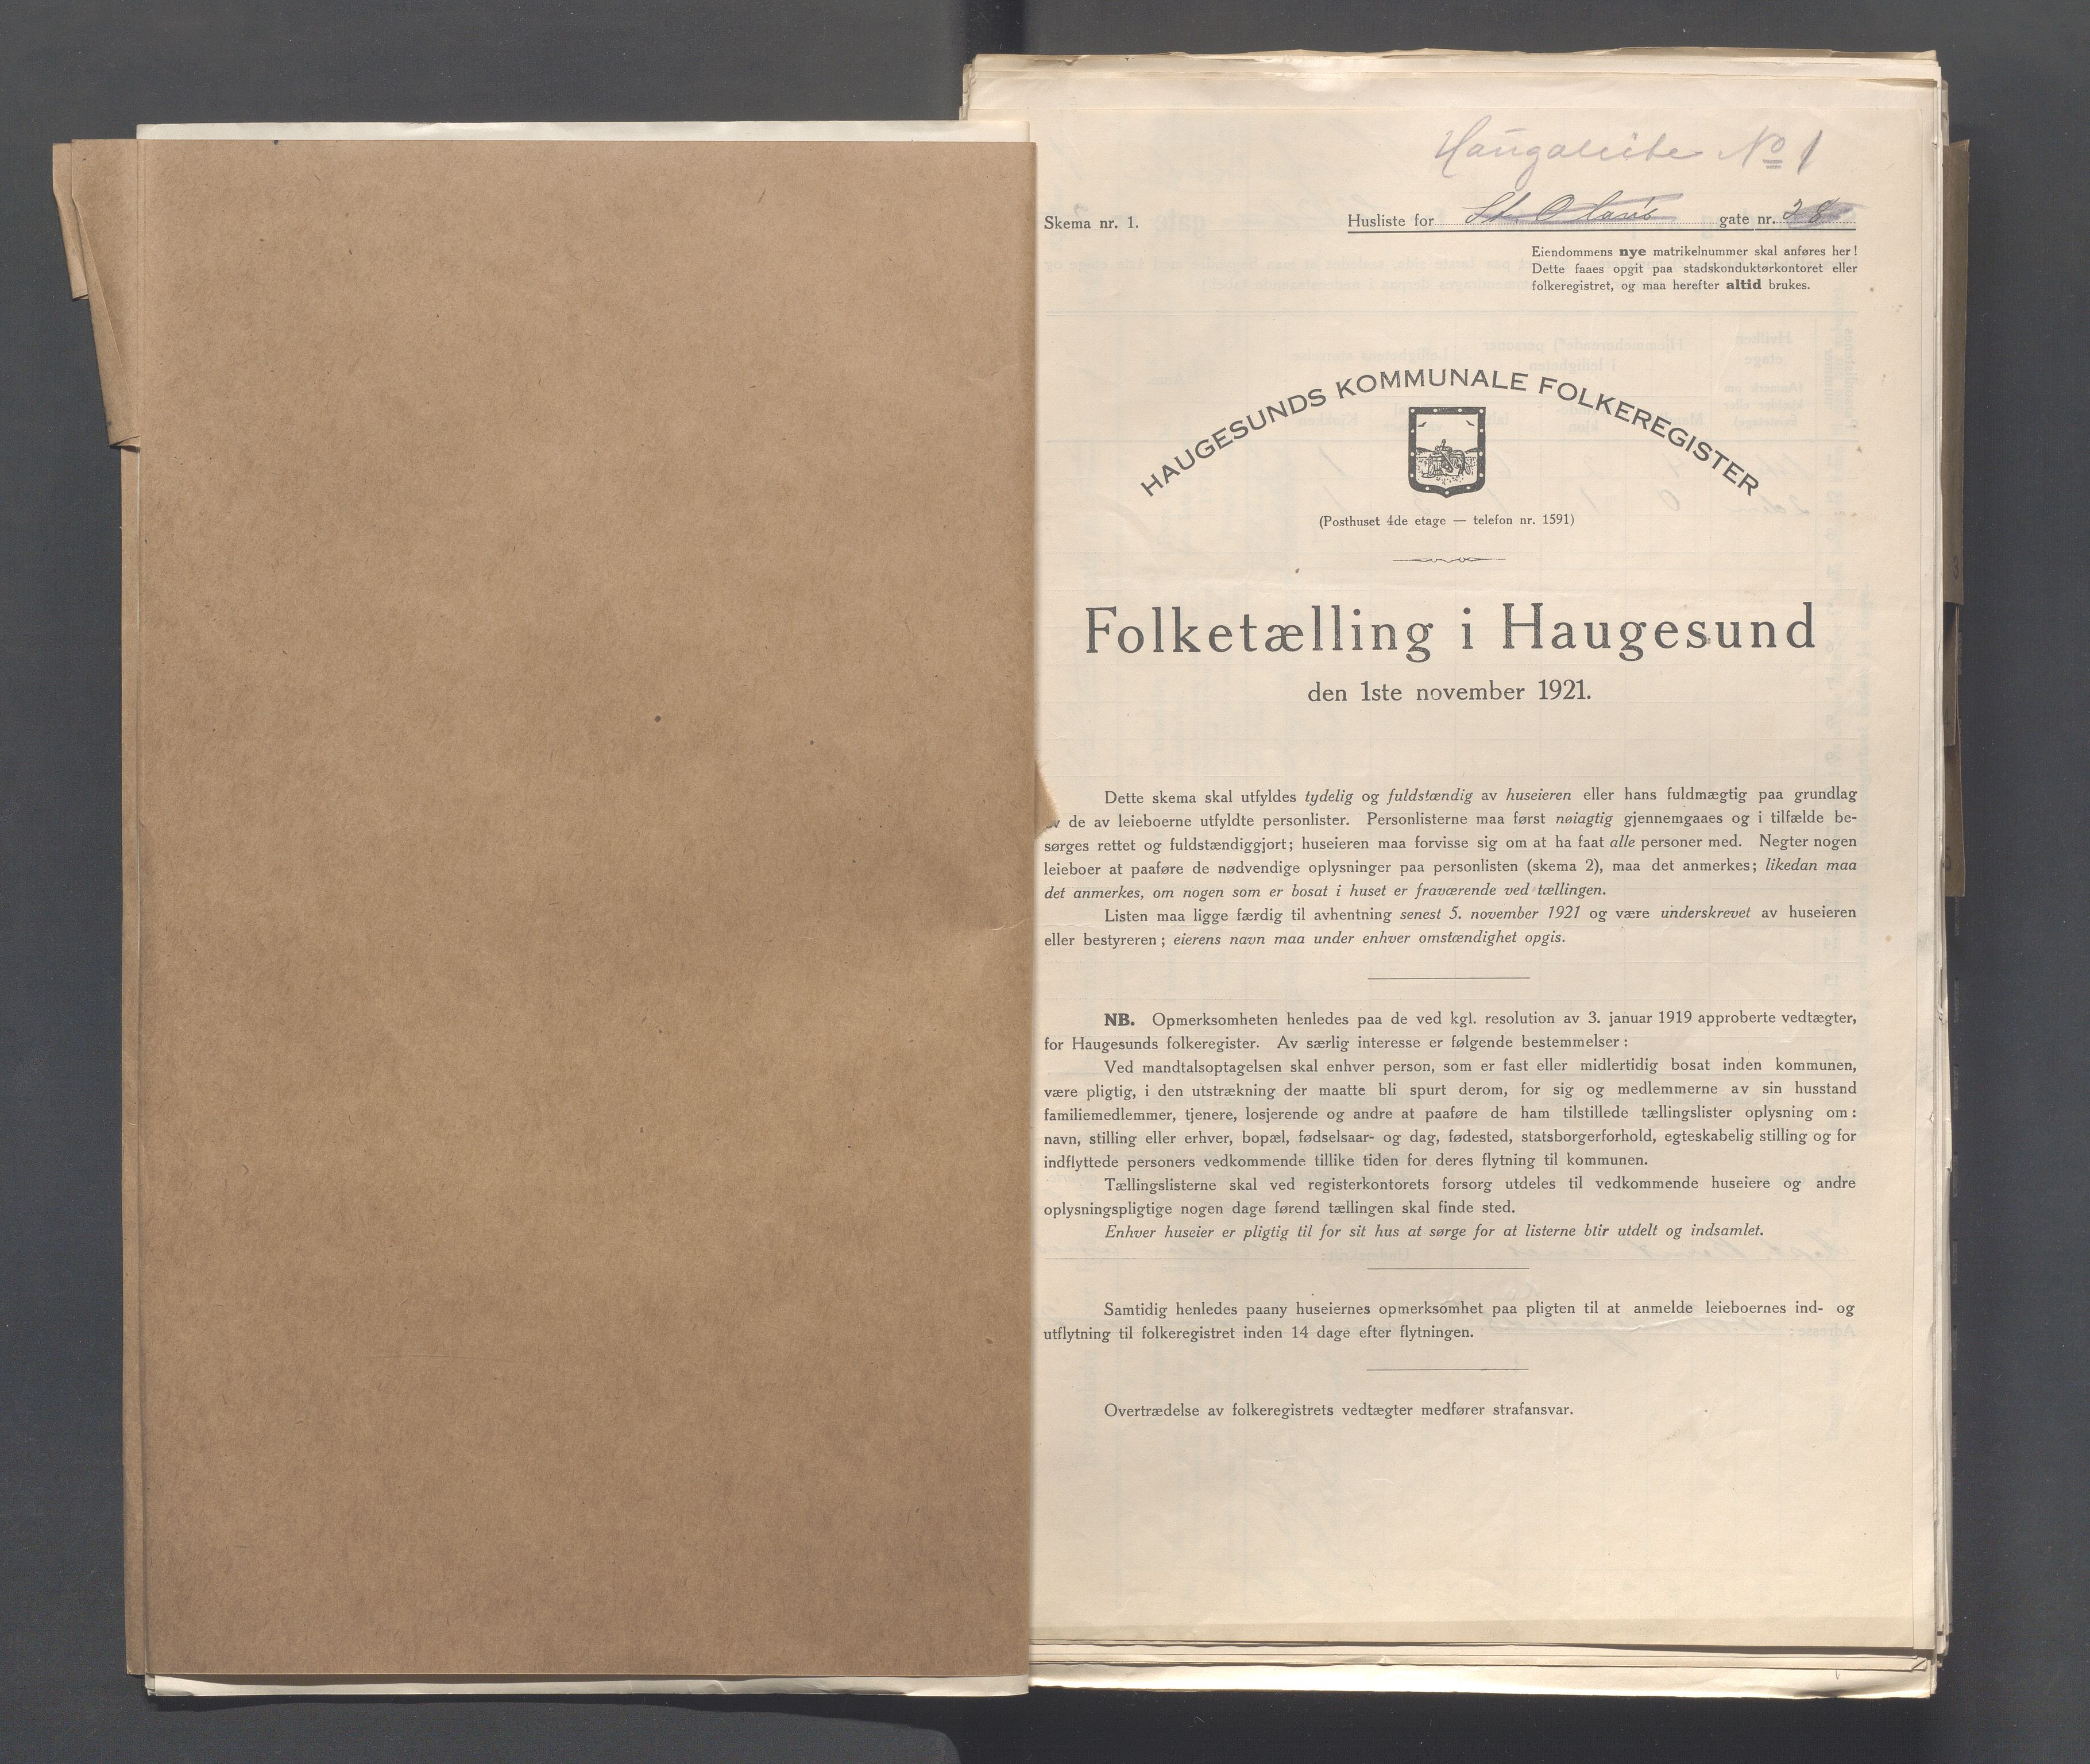 Haugaleite No 1
Skema nr. 1.
Husliste for St. Olav's gate nr. 28
Eiendommens nye matrikelnummer skal anføres her!
Dette faaes opgit paa stadskonduktørkontoret eller
folkeregistret, og maa herefter altid brukes.
HAUGESUNDS KOMMUNALE FOLKEREGISTER
(Posthuset 4de etage — telefon nr. 1591)
Folketælling i Haugesund
den 1ste november 1921.
Dette skema skal utfyldes tydelig og fuldstændig av huseieren eller hans fuldmægtig paa grundlag
av de av leieboerne utfyldte personlister. Personlisterne maa først nøiagtig gjennemgaaes og i tilfælde be-
sørges rettet og fuldstændiggjort; huseieren maa forvisse sig om at ha faat alle personer med. Negter nogen
leieboer at paaføre de nødvendige oplysninger paa personlisten (skema 2), maa det anmerkes; likedan maa
det anmerkes, om nogen som er bosat i huset er fraværende ved tællingen.
Listen maa ligge færdig til avhentning senest 5. november 1921 og være underskrevet av huseieren
eller bestyreren; eierens navn maa under enhver omstændighet opgis.
NB. Opmerksomheten henledes paa de ved kgl. resolution av 3. januar 1919 approberte vedtægter,
for Haugesunds folkeregister. Av særlig interesse er følgende bestemmelser:
Ved mandtalsoptagelsen skal enhver person, som er fast eller midlertidig bosat inden kommunen,
være pligtig, i den utstrækning der maatte bli spurt derom, for sig og medlemmerne av sin husstand
familiemedlemmer, tjenere, losjerende og andre at paaføre de ham tilstillede tællingslister oplysning om:
navn, stilling eller erhver, bopæl, fødselsaar- og dag, fødested, statsborgerforhold, egteskabelig stilling og for
indflyttede personers vedkommende tillike tiden for deres flytning til kommunen.
Tællingslisterne skal ved registerkontorets forsorg utdeles til vedkommende huseiere og andre
oplysningspligtige nogen dage førend tællingen skal finde sted.
Enhver huseier er pligtig til for sit hus at sørge for at listerne blir utdelt og indsamlet.
Samtidig henledes paany huseiernes opmerksomhet paa pligten til at anmelde leieboernes ind- og
utflytning til folkeregistret inden 14 dage efter flytningen.
Overtrædelse av folkeregistrets vedtægter medfører strafansvar.